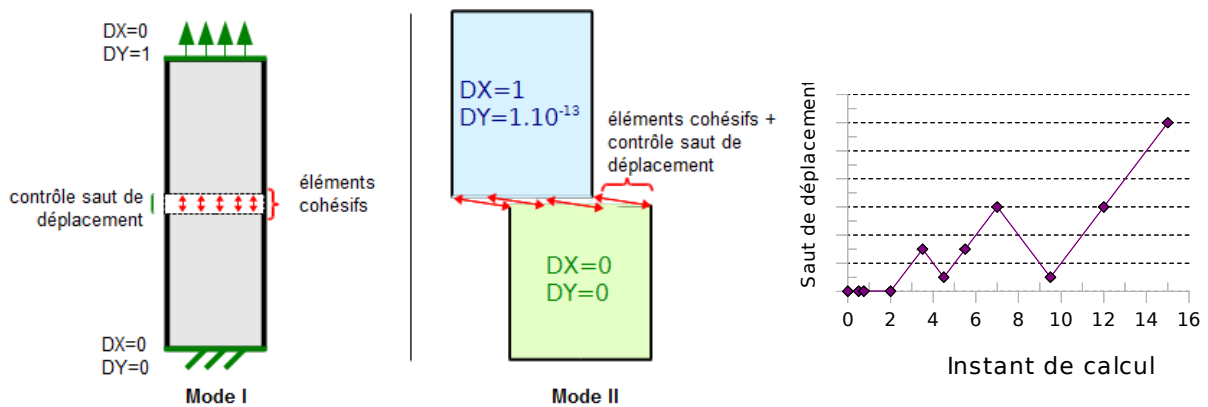 DX=0
DY=1
contrôle saut de
déplacement
éléments
cohésifs
DX=0
DY=0
Mode I
DX=1
DY=1.10⁻¹³
éléments cohésifs +
contrôle saut de
déplacement
DX=0
DY=0
Mode II
Saut de déplacement
0 2 4 6 8 10 12 14 16
Instant de calcul